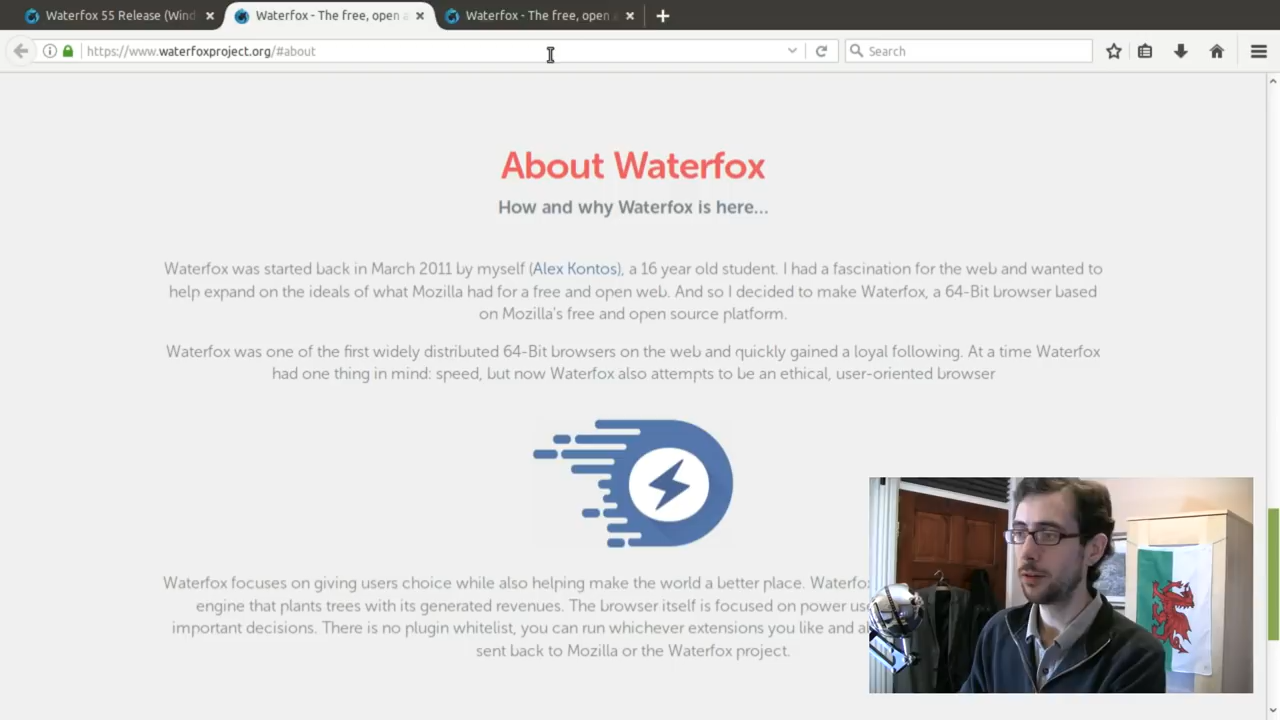 Waterfox 55 Release (Wind
Waterfox - The free, open a
Waterfox - The free, open a
https://www.waterfoxproject.org/#about
Search
About Waterfox
How and why Waterfox is here...
Waterfox was started back in March 2011 by myself (Alex Kontos), a 16 year old student. I had a fascination for the web and wanted to
help expand on the ideals of what Mozilla had for a free and open web. And so I decided to make Waterfox, a 64-Bit browser based
on Mozilla's free and open source platform.
Waterfox was one of the first widely distributed 64-Bit browsers on the web and quickly gained a loyal following. At a time Waterfox
had one thing in mind: speed, but now Waterfox also attempts to be an ethical, user-oriented browser
Waterfox focuses on giving users choice while also helping make the world a better place.
engine that plants trees with its generated revenues. The browser itself is focused on power
important decisions. There is no plugin whitelist, you can run whichever extensions you like and
sent back to Mozilla or the Waterfox project.